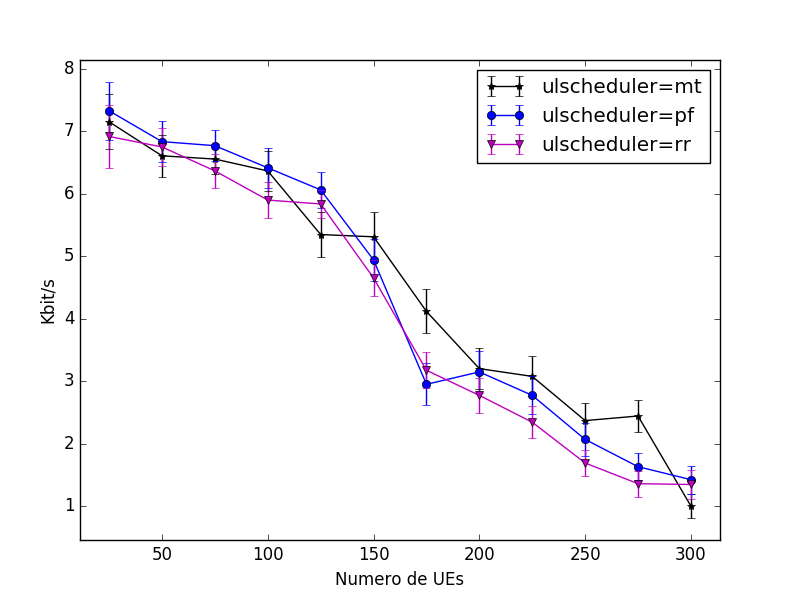 8
7
6
5
4
3
2
1
Kbit/s
ulscheduler=mt
ulscheduler=pf
ulscheduler=rr
50 100 150 200 250 300
Numero de UEs